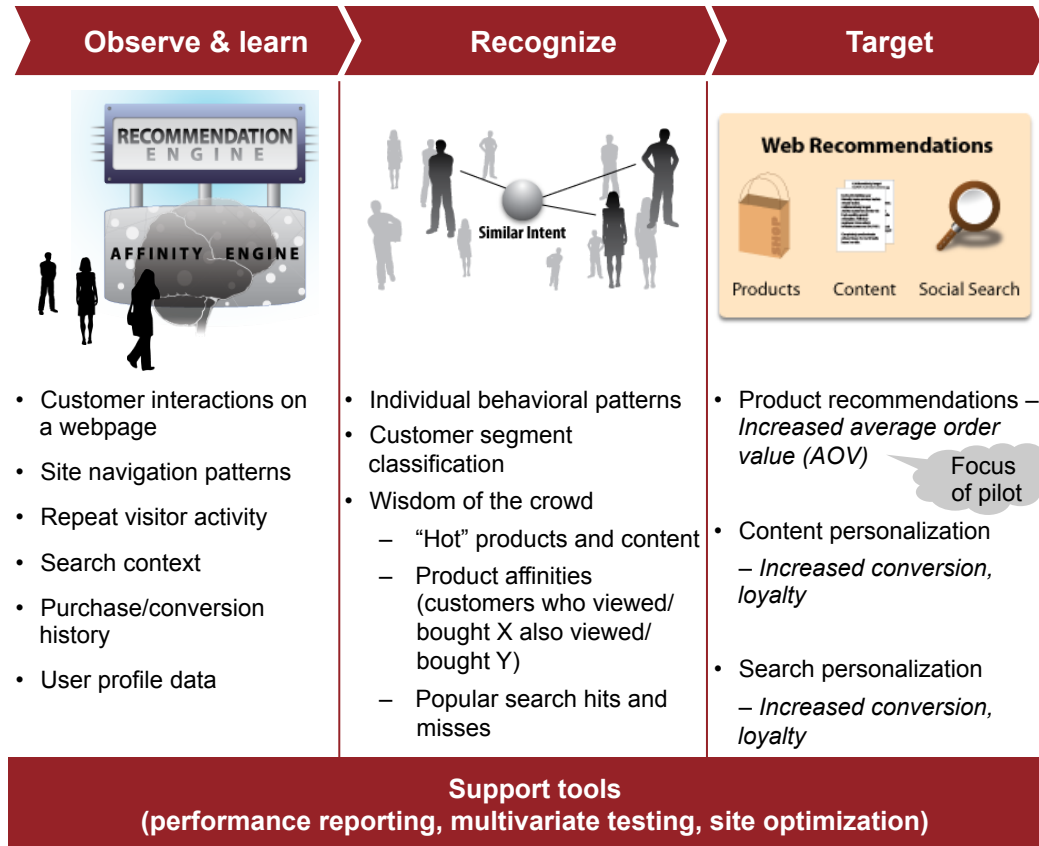 Observe & learn
Recognize
Target
RECOMMENDATION
ENGINE
AFFINITY ENGINE
Similar Intent
Web Recommendations
SHOP
Products
Content
Social Search
• Customer interactions on
a webpage
• Site navigation patterns
• Repeat visitor activity
• Search context
• Purchase/conversion
history
• User profile data
• Individual behavioral patterns
• Customer segment
classification
• Wisdom of the crowd
– “Hot” products and content
– Product affinities
(customers who viewed/
bought X also viewed/
bought Y)
– Popular search hits and
misses
• Product recommendations –
Increased average order
value (AOV)
Focus
of pilot
• Content personalization
– Increased conversion,
loyalty
• Search personalization
– Increased conversion,
loyalty
Support tools
(performance reporting, multivariate testing, site optimization)